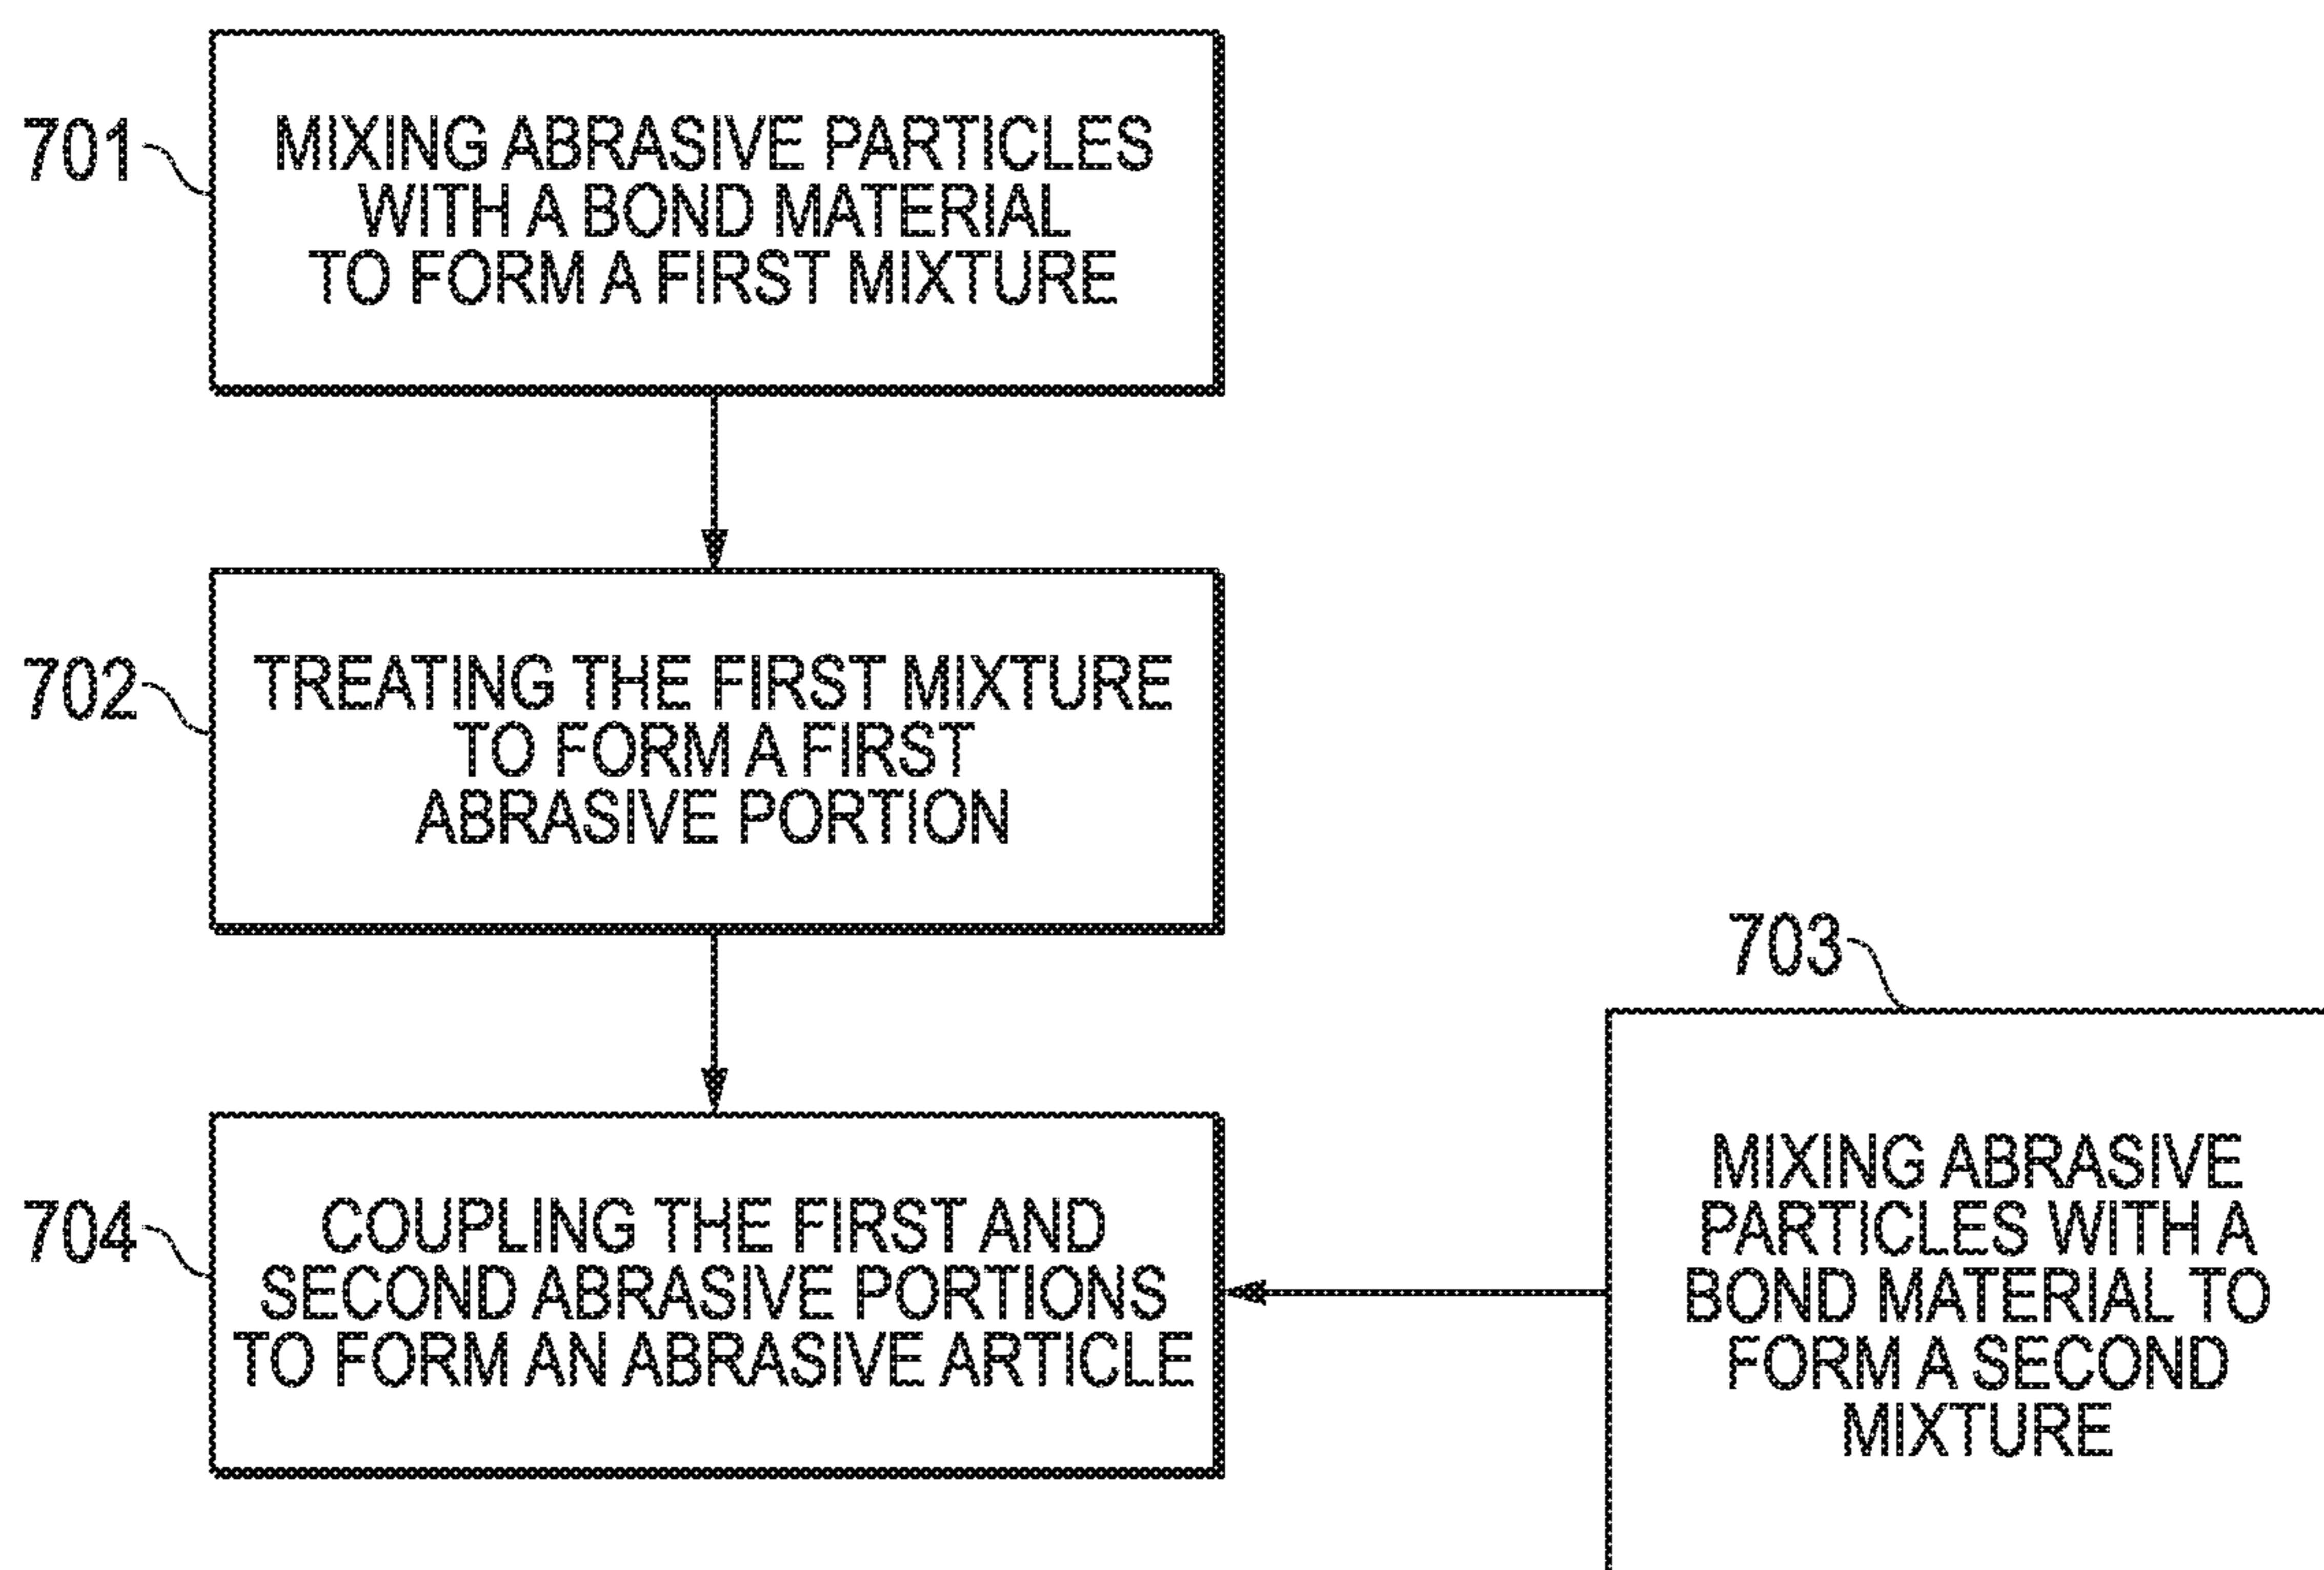 701
MIXING ABRASIVE PARTICLES
WITH A BOND MATERIAL
TO FORM A FIRST MIXTURE
702
TREATING THE FIRST MIXTURE
TO FORM A FIRST
ABRASIVE PORTION
703
MIXING ABRASIVE
PARTICLES WITH A
BOND MATERIAL TO
FORM A SECOND
MIXTURE
704
COUPLING THE FIRST AND
SECOND ABRASIVE PORTIONS
TO FORM AN ABRASIVE ARTICLE